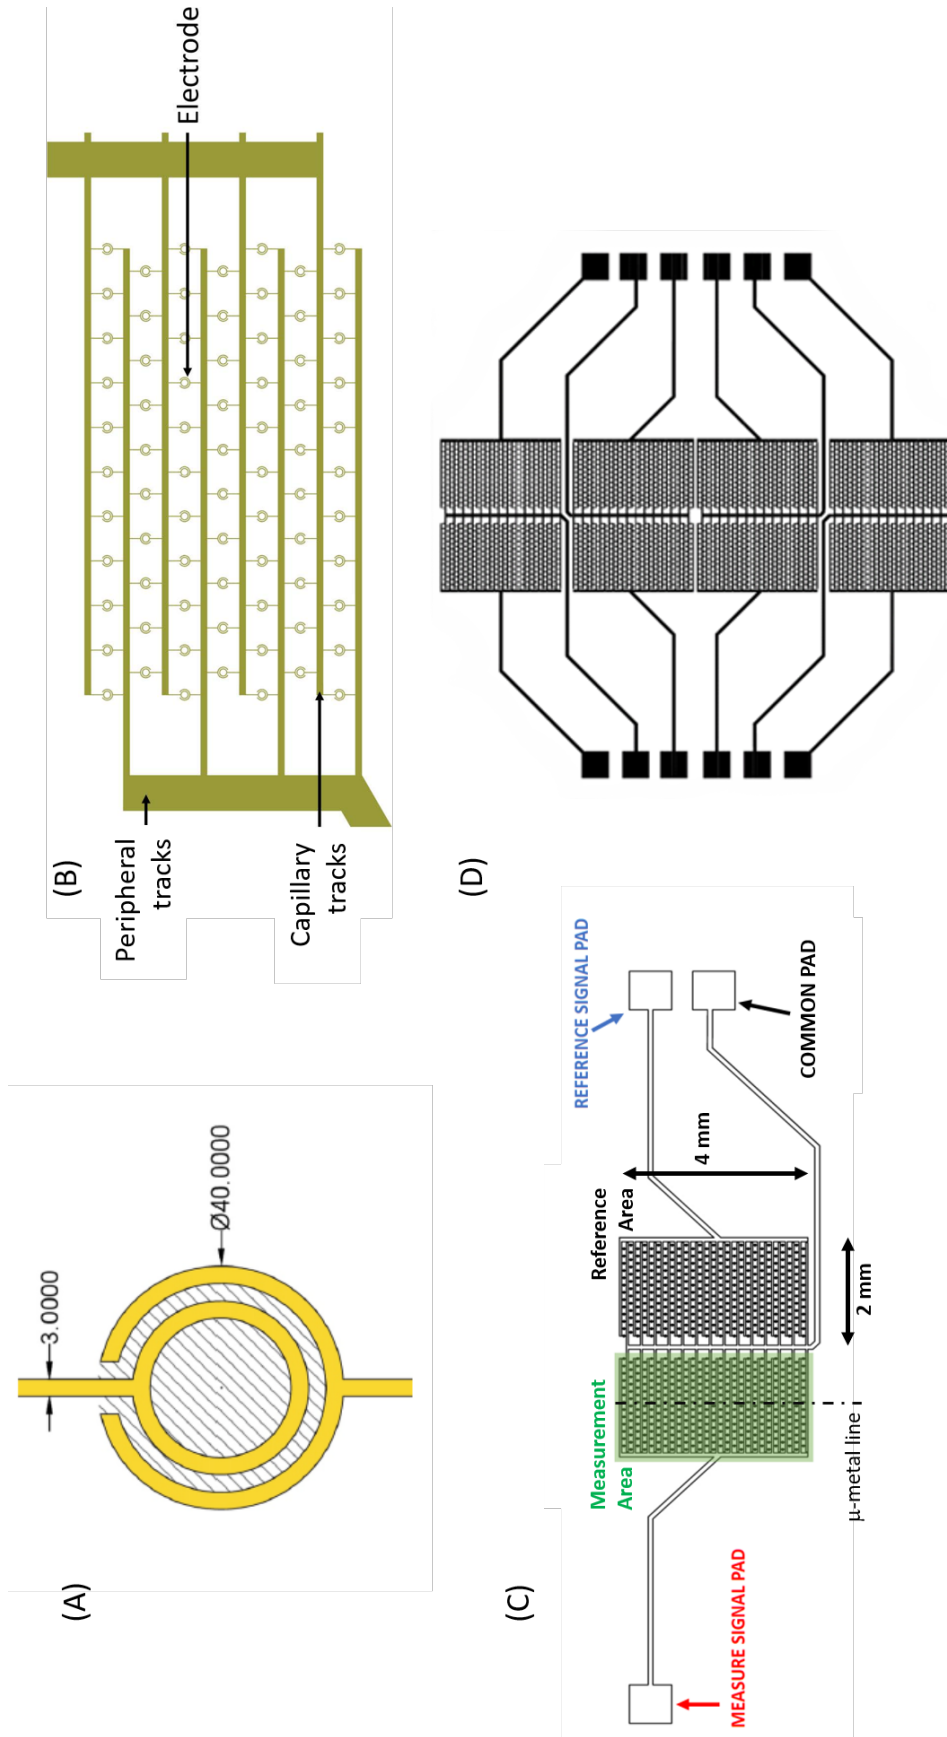 (A)
3.0000
Ø40.0000
(B)
Peripheral
tracks
Capillary
tracks
Electrode
(C)
MEASURE SIGNAL PAD
Measurement
Area
μ-metal line
Reference
Area
4 mm
2 mm
REFERENCE SIGNAL PAD
COMMON PAD
(D)